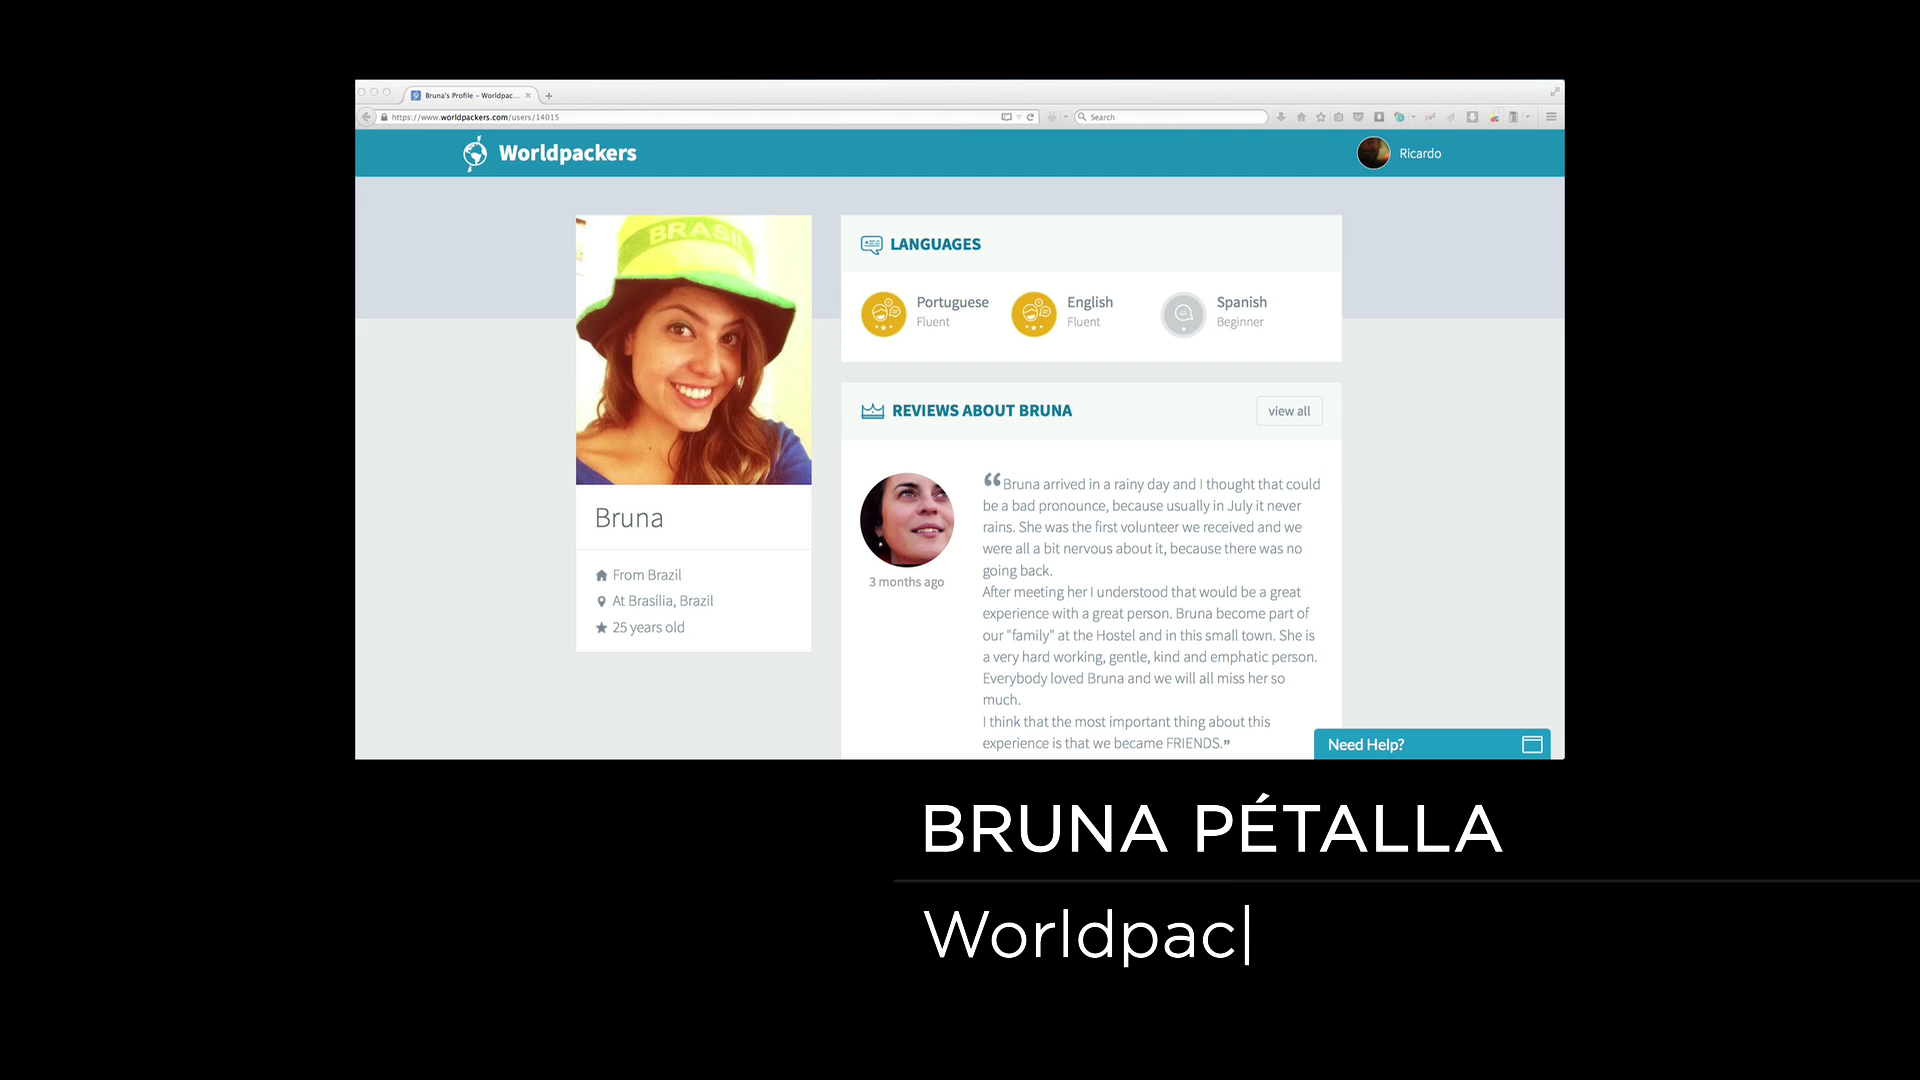 Bruna's Profile – Worldpac...
https://www.worldpackers.com/users/14015
Search
Worldpackers
Ricardo
BRASIL
LANGUAGES
Portuguese
Fluent
English
Fluent
Spanish
Beginner
Bruna
From Brazil
At Brasília, Brazil
25 years old
REVIEWS ABOUT BRUNA
view all
3 months ago
“Bruna arrived in a rainy day and I thought that could
be a bad pronounce, because usually in July it never
rains. She was the first volunteer we received and we
were all a bit nervous about it, because there was no
going back.
After meeting her I understood that would be a great
experience with a great person. Bruna become part of
our "family" at the Hostel and in this small town. She is
a very hard working, gentle, kind and emphatic person.
Everybody loved Bruna and we will all miss her so
much.
I think that the most important thing about this
experience is that we became FRIENDS.”
Need Help?
BRUNA PÉTALLA
Worldpac|